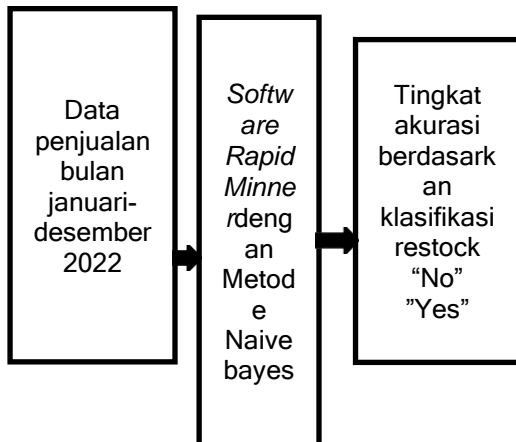 Data
penjualan
bulan
januari-
desember
2022
Softw
are
Rapid
Minne
rdeng
an
Metod
e
Naive
bayes
Tingkat
akurasi
berdasark
an
klasifikasi
restock
“No”
”Yes”